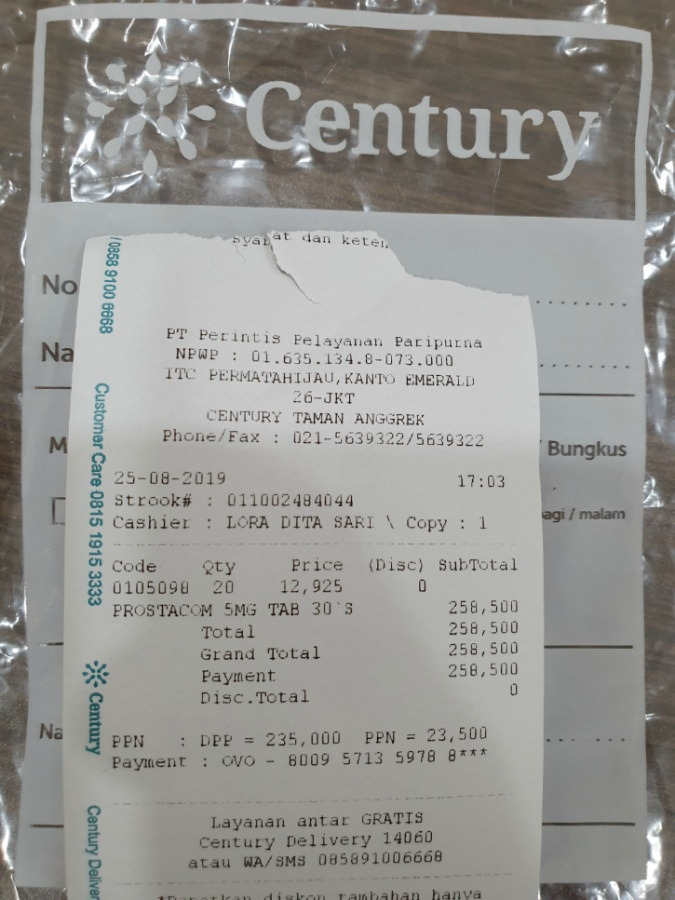 Century
syarat dan keten
No
Na
M
/ Bungkus
agi / malam
Na
/ 0858 9100 6668
Customer Care 0815 1915 3333
Century
Century Deliver
PT Perintis Pelayanan Paripurna
NPWP : 01.635.134.8-073.000
ITC PERMATAHIJAU,KANTO EMERALD
26-JKT
CENTURY TAMAN ANGGREK
Phone/Fax : 021-5639322/5639322
25-08-2019 17:03
Strook# : 011002484044
Cashier : LORA DITA SARI \ Copy : 1
Code Qty Price (Disc) SubTotal
0105098 20 12,925 0
PROSTACOM 5MG TAB 30`S 258,500
Total 258,500
Grand Total 258,500
Payment 258,500
Disc.Total 0
PPN : DPP = 235,000 PPN = 23,500
Payment : OVO - 8009 5713 5978 8***
Layanan antar GRATIS
Century Delivery 14060
atau WA/SMS 085891006668
*Dapatkan diskon tambahan hanya